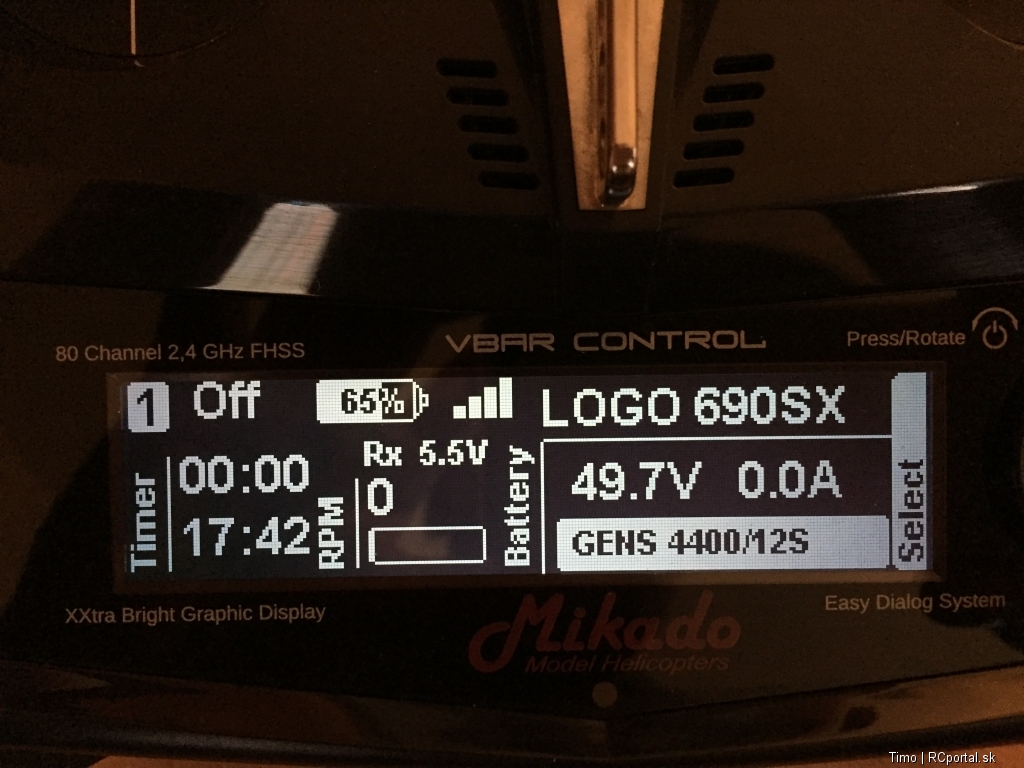 VBAR CONTROL
80 Channel 2,4 GHz FHSS
Press/Rotate
1 Off 65% LOGO 690SX
Rx 5.5V
Timer 00:00
17:42
RPM 0
Battery 49.7V 0.0A
GENS 4400/12S
Select
XXtra Bright Graphic Display
Easy Dialog System
Mikado
Model Helicopters
Timo | RCportal.sk